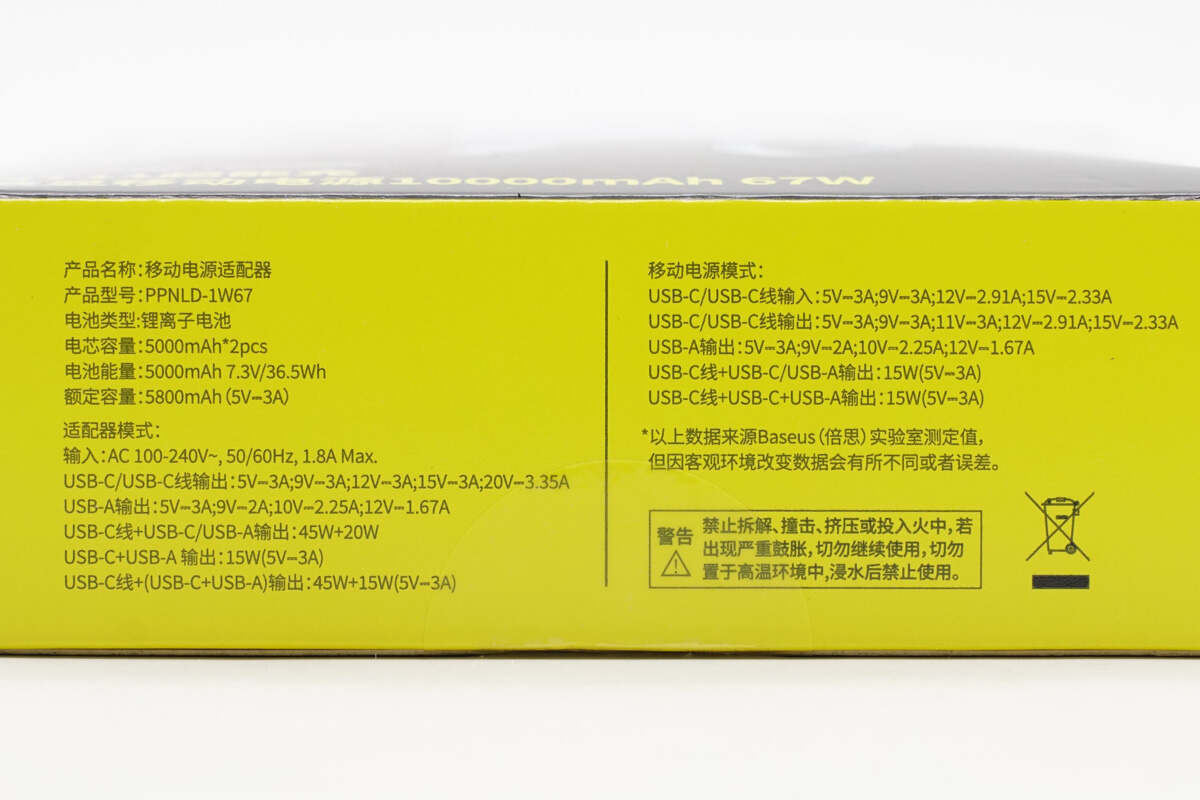 10000mAh 67W
产品名称:移动电源适配器
产品型号:PPNLD-1W67
电池类型:锂离子电池
电芯容量:5000mAh*2pcs
电池能量:5000mAh 7.3V/36.5Wh
额定容量:5800mAh(5V⎓3A)
适配器模式:
输入:AC 100-240V~, 50/60Hz, 1.8A Max.
USB-C/USB-C线输出:5V⎓3A;9V⎓3A;12V⎓3A;15V⎓3A;20V⎓3.35A
USB-A输出:5V⎓3A;9V⎓2A;10V⎓2.25A;12V⎓1.67A
USB-C线+USB-C/USB-A输出:45W+20W
USB-C+USB-A 输出:15W(5V⎓3A)
USB-C线+(USB-C+USB-A)输出:45W+15W(5V⎓3A)
移动电源模式:
USB-C/USB-C线输入:5V⎓3A;9V⎓3A;12V⎓2.91A;15V⎓2.33A
USB-C/USB-C线输出:5V⎓3A;9V⎓3A;11V⎓3A;12V⎓2.91A;15V⎓2.33A
USB-A输出:5V⎓3A;9V⎓2A;10V⎓2.25A;12V⎓1.67A
USB-C线+USB-C/USB-A输出:15W(5V⎓3A)
USB-C线+USB-C+USB-A输出:15W(5V⎓3A)
*以上数据来源Baseus(倍思)实验室测定值,
但因客观环境改变数据会有所不同或者误差。
警告
禁止拆解、撞击、挤压或投入火中,若
出现严重鼓胀,切勿继续使用,切勿
置于高温环境中,浸水后禁止使用。